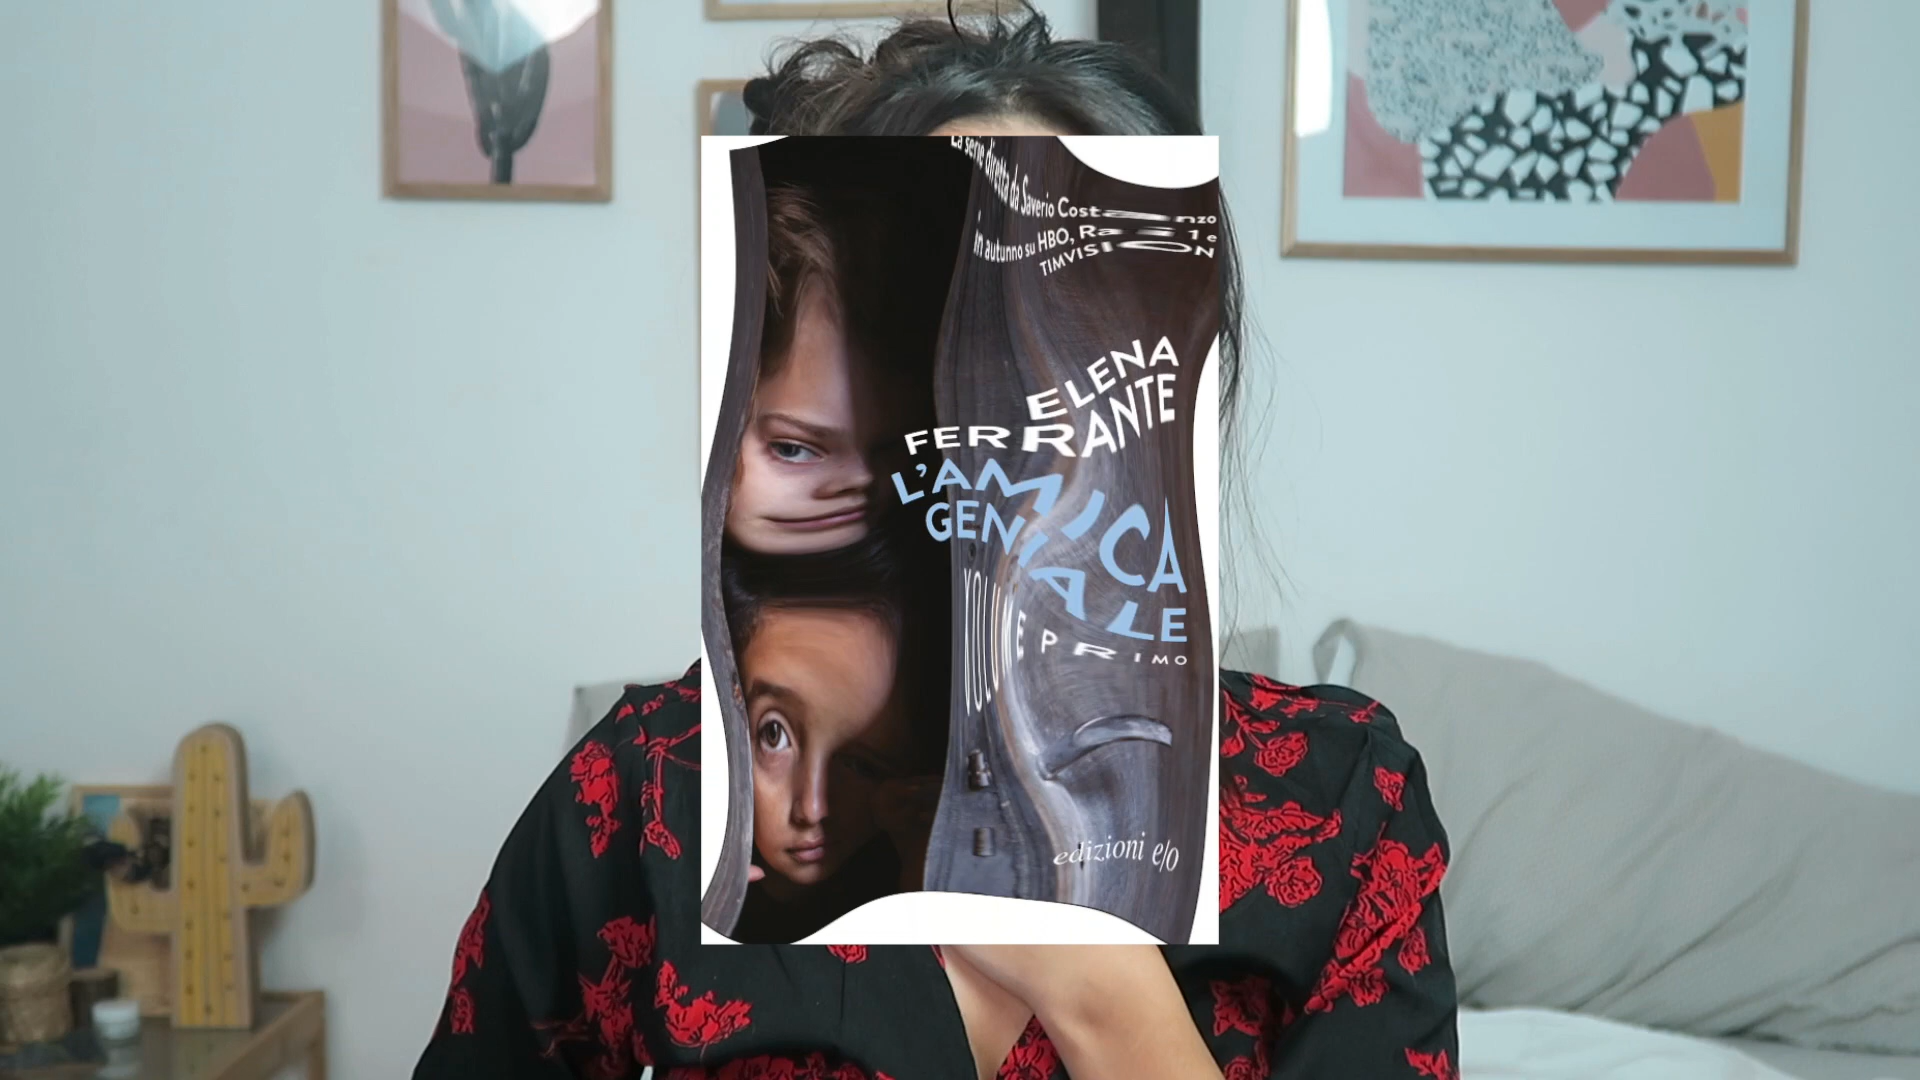 La serie diretta da Saverio Costanzo
in autunno su HBO, Rai 1 e
TIMVISION
ELENA
FERRANTE
L'AMICA
GENIALE
VOLUME PRIMO
edizioni e/o